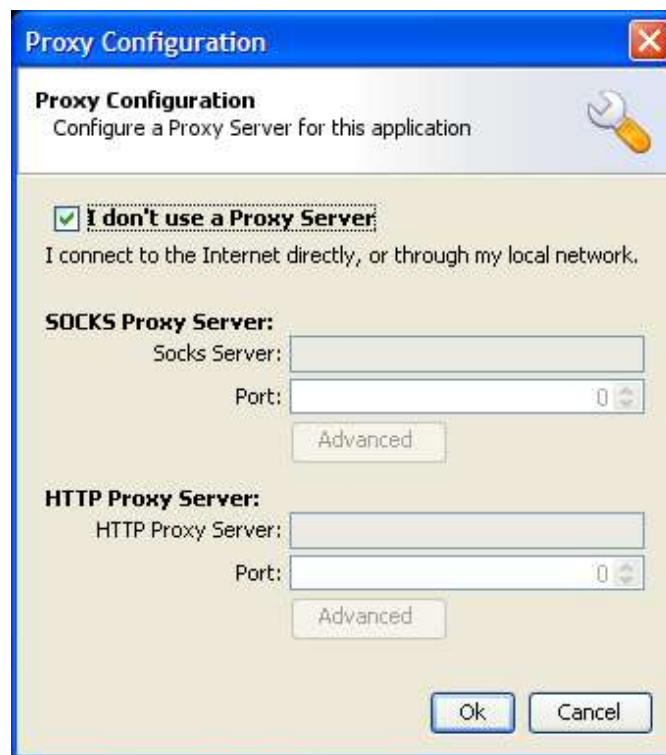 Proxy Configuration
Proxy Configuration
Configure a Proxy Server for this application
I don't use a Proxy Server
I connect to the Internet directly, or through my local network.
SOCKS Proxy Server:
Socks Server:
Port: 0
Advanced
HTTP Proxy Server:
HTTP Proxy Server:
Port: 0
Advanced
Ok Cancel